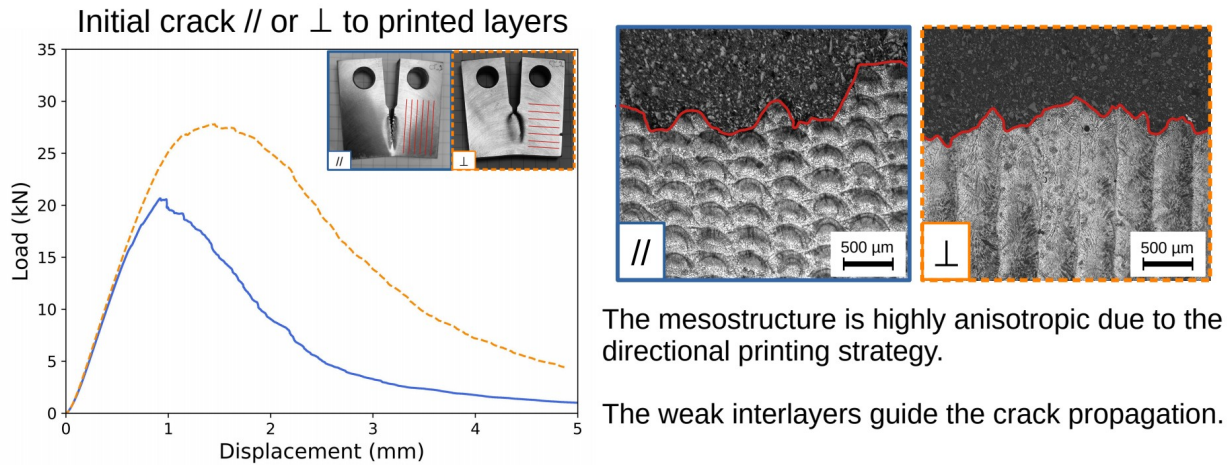 Initial crack // or ⊥ to printed layers
35
30
25
20
15
10
5
0
Load (kN)
0 1 2 3 4 5
Displacement (mm)
//
⊥
//
500 µm
⊥
500 µm
The mesostructure is highly anisotropic due to the
directional printing strategy.
The weak interlayers guide the crack propagation.